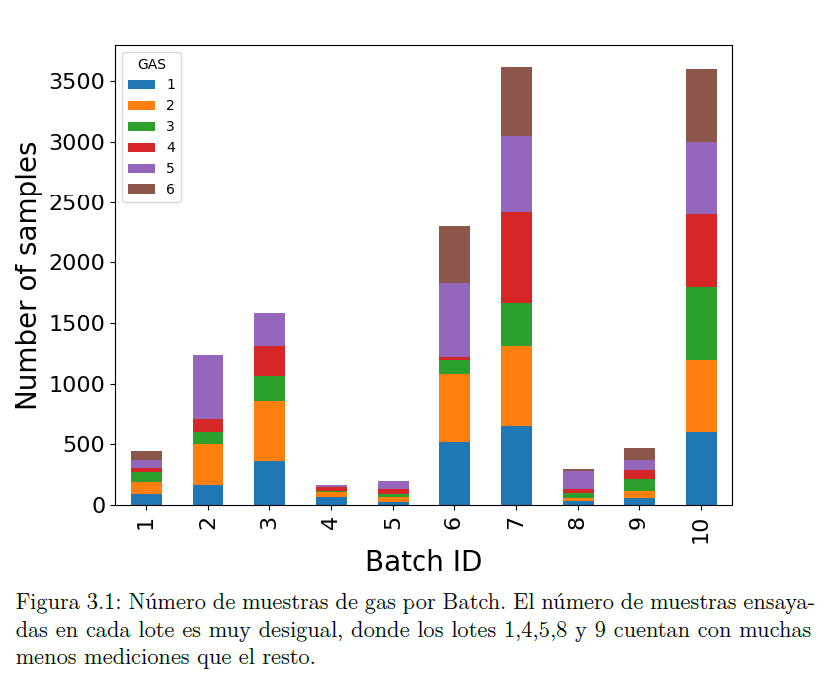 GAS
1
2
3
4
5
6
3500
3000
2500
2000
1500
1000
500
0
Number of samples
1 2 3 4 5 6 7 8 9 10
Batch ID
Figura 3.1: Número de muestras de gas por Batch. El número de muestras ensaya-
das en cada lote es muy desigual, donde los lotes 1,4,5,8 y 9 cuentan con muchas
menos mediciones que el resto.